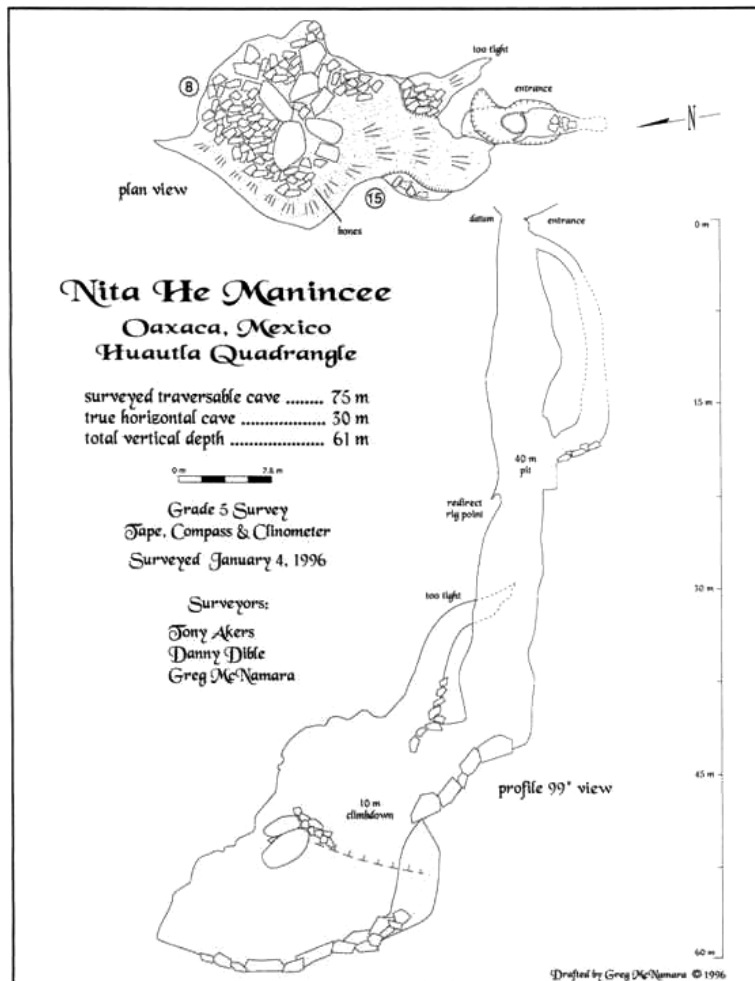 too tight
8
entrance
N
plan view
15
bones
datum
entrance
0 m
Nita He Manincee
Oaxaca, Mexico
Huautla Quadrangle
surveyed traversable cave ........ 75 m
true horizontal cave .................. 30 m
total vertical depth .................... 61 m
15 m
40 m
pit
0 m
7.5 m
redirect
rig point
Grade 5 Survey
Tape, Compass & Clinometer
Surveyed January 4, 1996
30 m
too tight
Surveyors:
Tony Akers
Danny Dible
Greg McNamara
45 m
profile 99° view
10 m
climbdown
60 m
Drafted by Greg McNamara © 1996